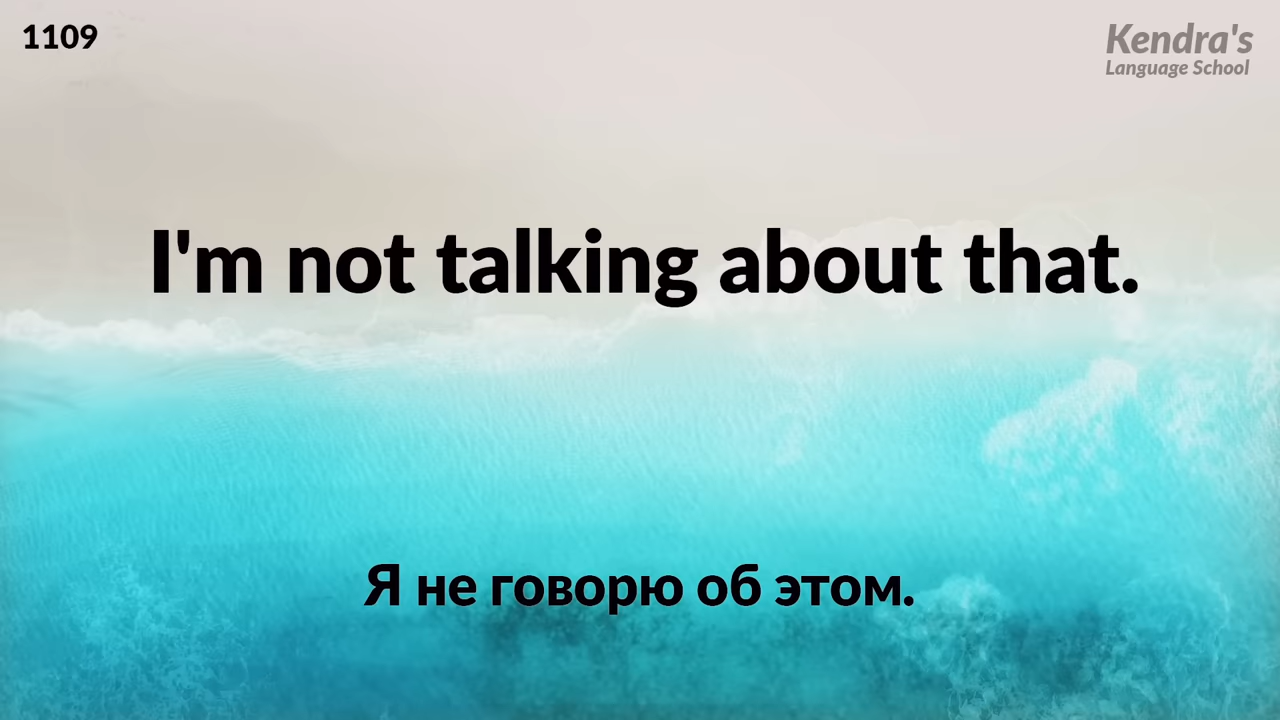 1109
Kendra's
Language School
I'm not talking about that.
Я не говорю об этом.